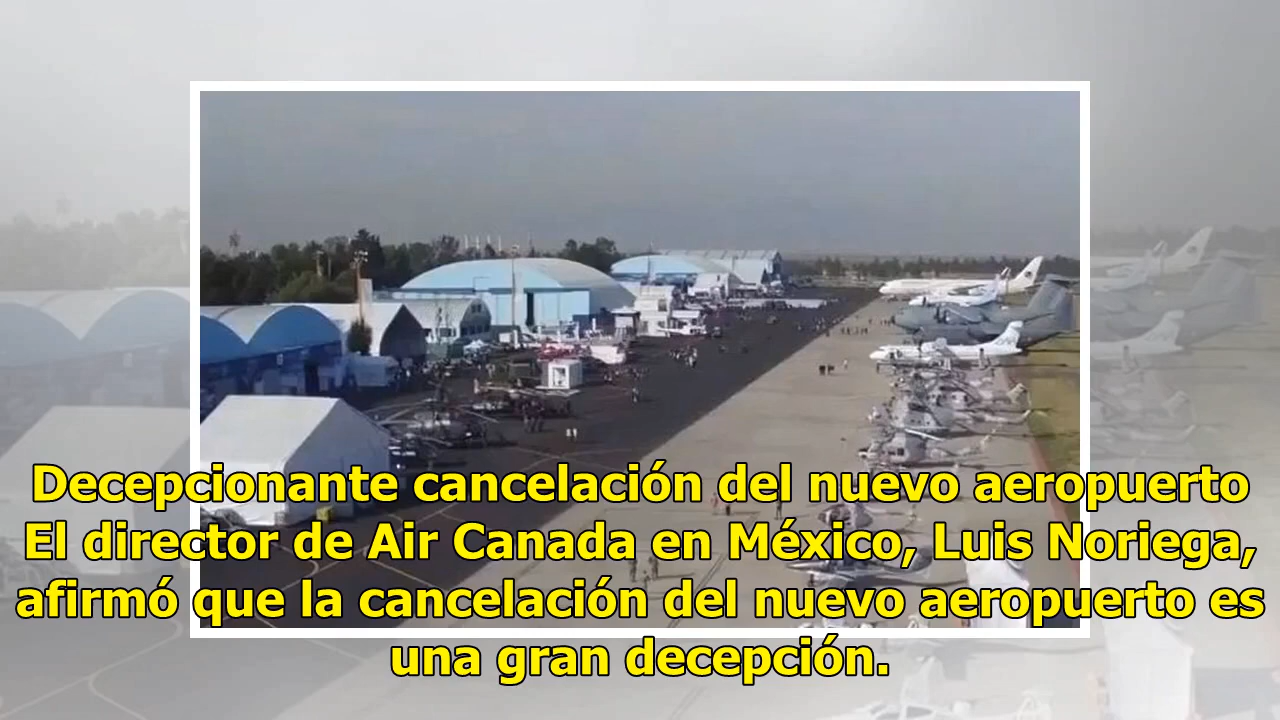 Decepcionante cancelación del nuevo aeropuerto
El director de Air Canada en México, Luis Noriega,
afirmó que la cancelación del nuevo aeropuerto es
una gran decepción.